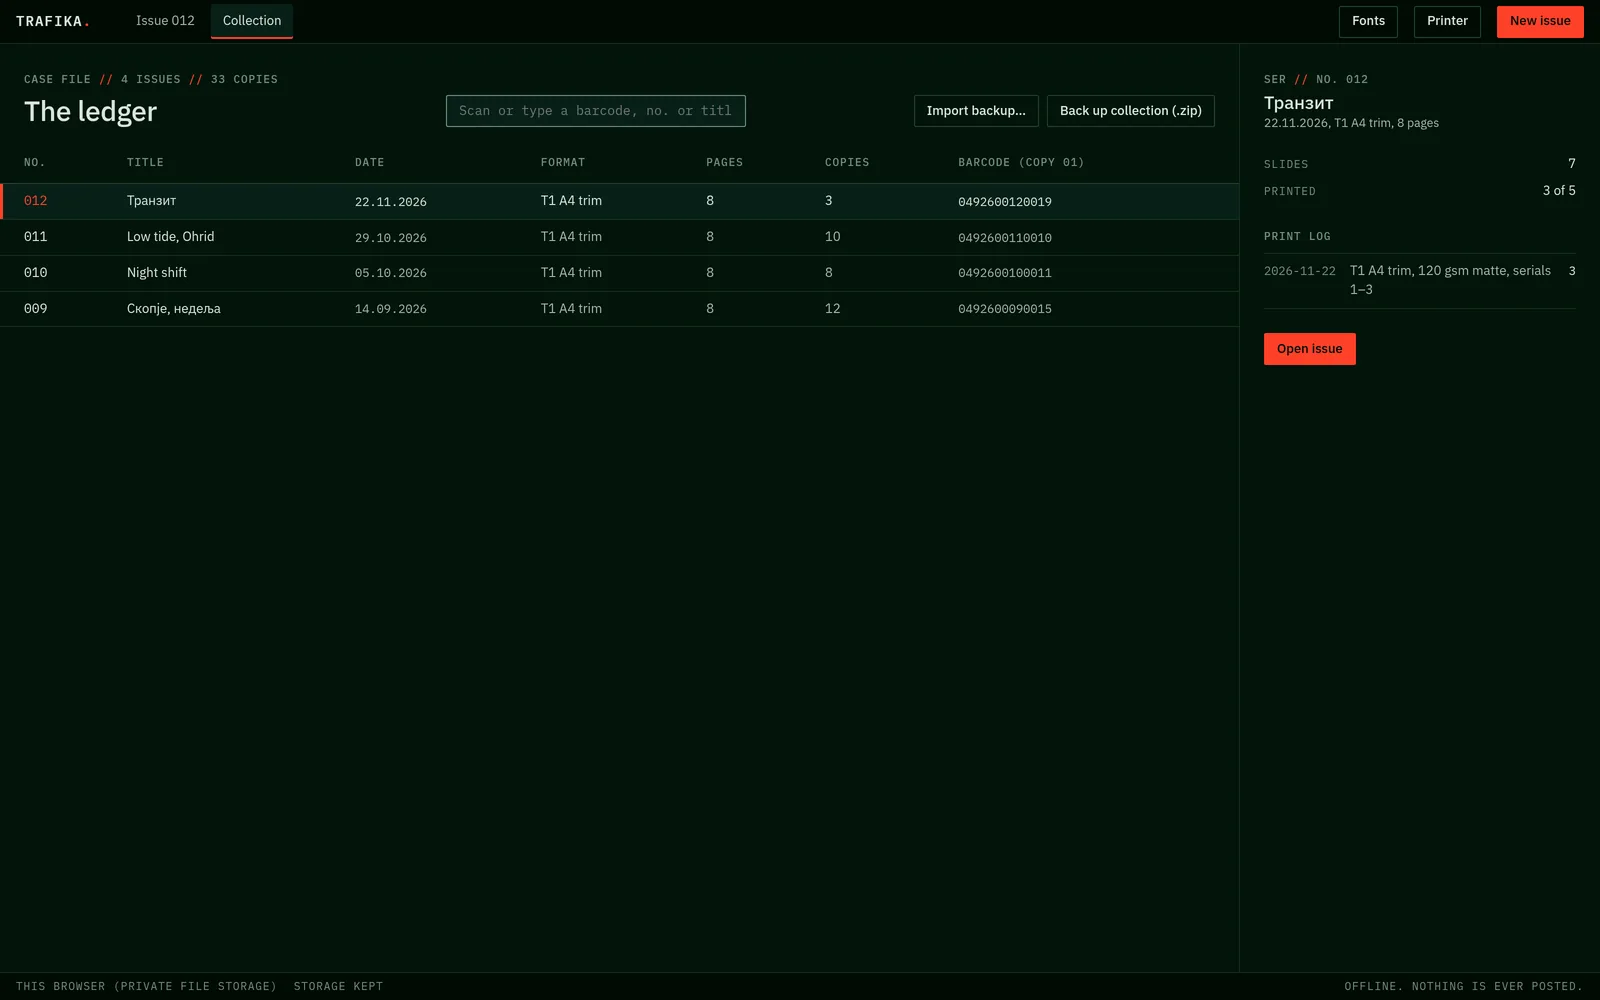 TRAFIKA. Issue 012 Collection Fonts Printer New issue
CASE FILE // 4 ISSUES // 33 COPIES
The ledger
Scan or type a barcode, no. or titl
Import backup... Back up collection (.zip)
NO. TITLE DATE FORMAT PAGES COPIES BARCODE (COPY 01)
012 Транзит 22.11.2026 T1 A4 trim 8 3 0492600120019
011 Low tide, Ohrid 29.10.2026 T1 A4 trim 8 10 0492600110010
010 Night shift 05.10.2026 T1 A4 trim 8 8 0492600100011
009 Скопје, недеља 14.09.2026 T1 A4 trim 8 12 0492600090015
SER // NO. 012
Транзит
22.11.2026, T1 A4 trim, 8 pages
SLIDES 7
PRINTED 3 of 5
PRINT LOG
2026-11-22 T1 A4 trim, 120 gsm matte, serials 3
1–3
Open issue
THIS BROWSER (PRIVATE FILE STORAGE) STORAGE KEPT
OFFLINE. NOTHING IS EVER POSTED.